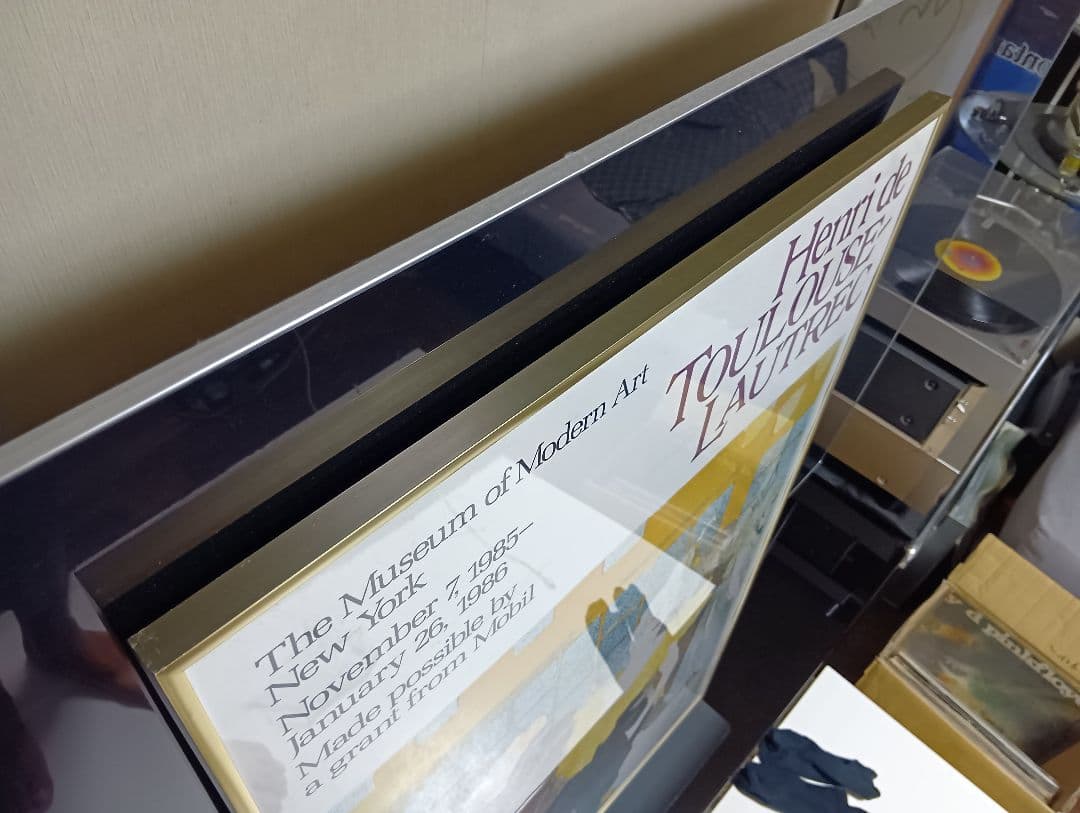 Henri de
TOULOUSE-
LAUTREC
The Museum of Modern Art
New York
November 7, 1985–
January 26, 1986
Made possible by
a grant from Mobil